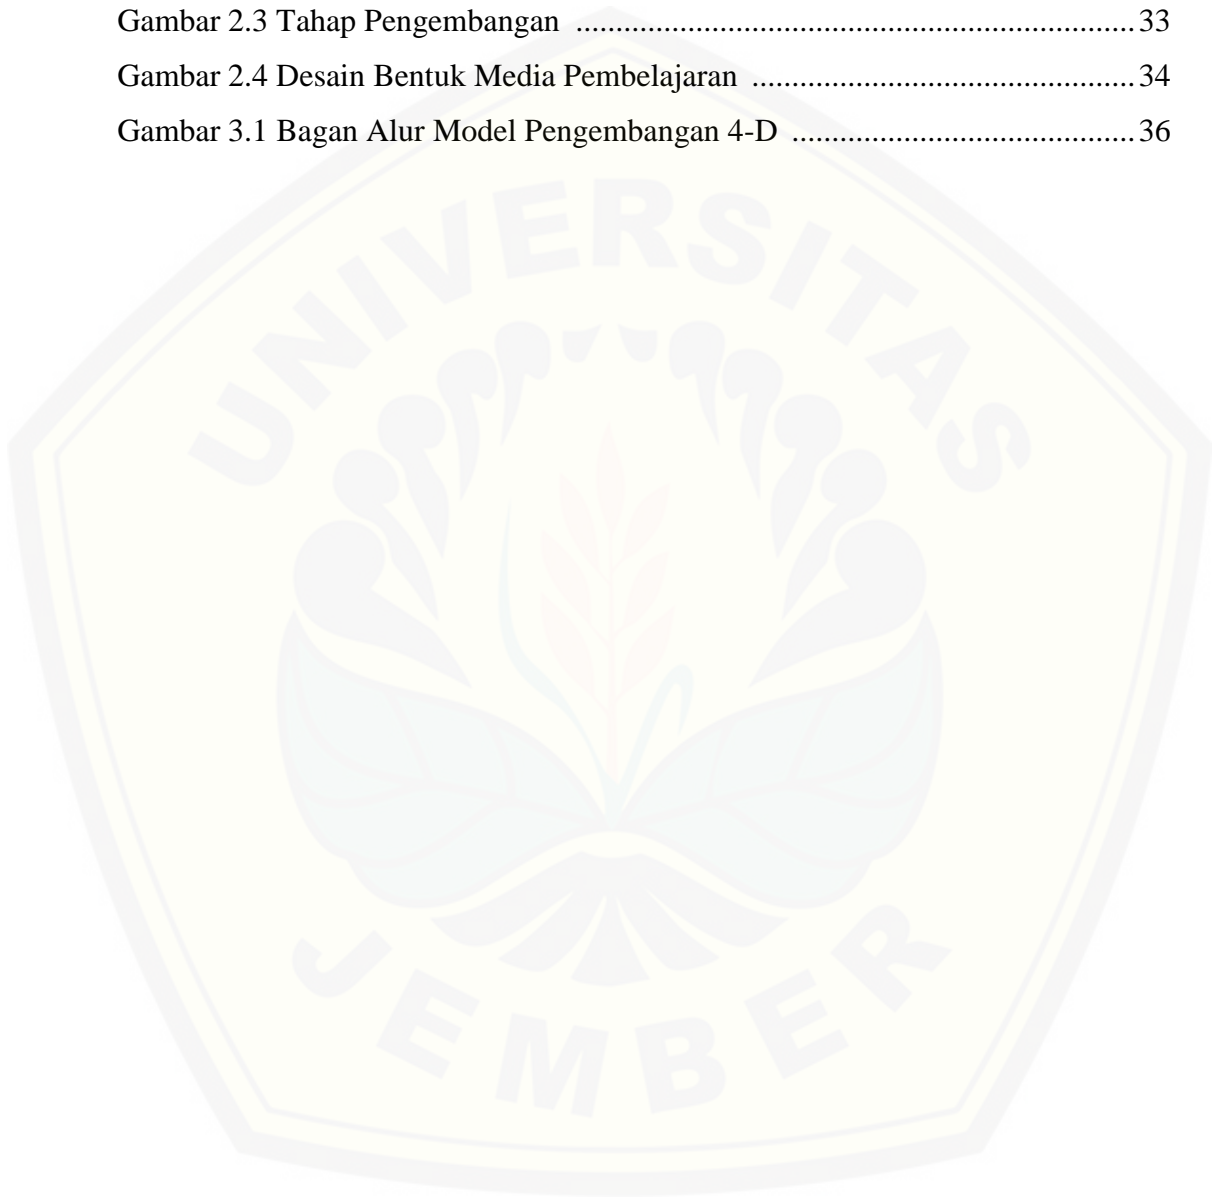 Gambar 2.3 Tahap Pengembangan ..................................................................... 33
Gambar 2.4 Desain Bentuk Media Pembelajaran ............................................... 34
Gambar 3.1 Bagan Alur Model Pengembangan 4-D .......................................... 36
UNIVERSITAS
JEMBER